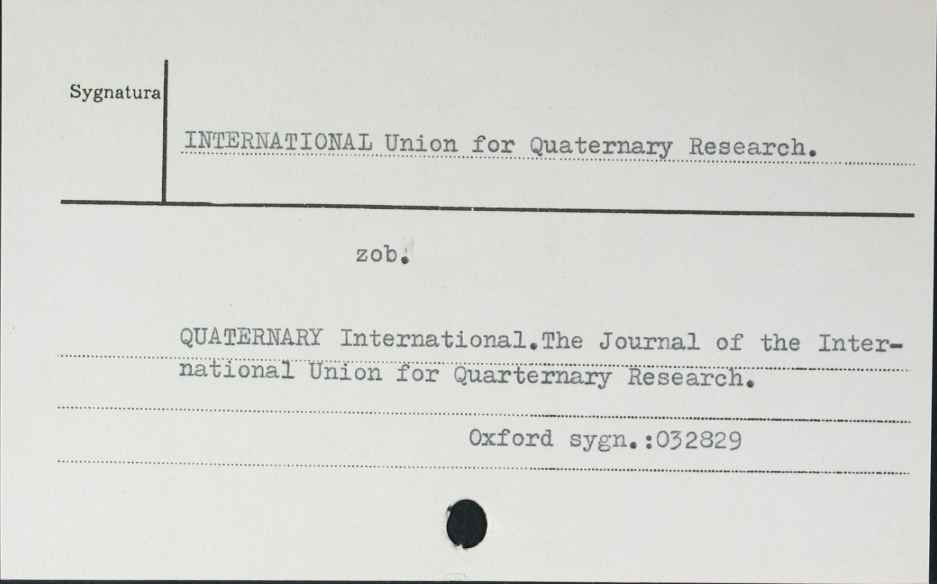 Sygnatura
INTERNATIONAL Union for Quaternary Research.
zob.
QUATERNARY International.The Journal of the Inter-
national Union for Quarternary Research.
Oxford sygn.:032829